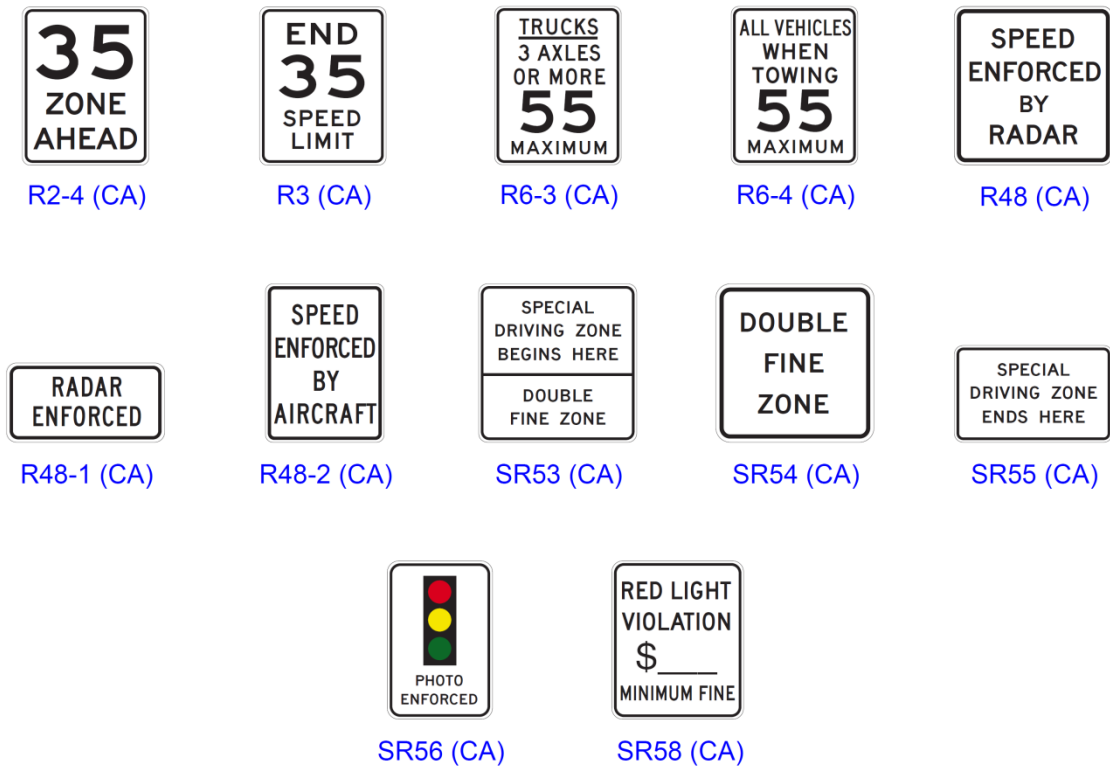 35
ZONE
AHEAD
R2-4 (CA)
END
35
SPEED
LIMIT
R3 (CA)
TRUCKS
3 AXLES
OR MORE
55
MAXIMUM
R6-3 (CA)
ALL VEHICLES
WHEN
TOWING
55
MAXIMUM
R6-4 (CA)
SPEED
ENFORCED
BY
RADAR
R48 (CA)
RADAR
ENFORCED
R48-1 (CA)
SPEED
ENFORCED
BY
AIRCRAFT
R48-2 (CA)
SPECIAL
DRIVING ZONE
BEGINS HERE
DOUBLE
FINE ZONE
SR53 (CA)
DOUBLE
FINE
ZONE
SR54 (CA)
SPECIAL
DRIVING ZONE
ENDS HERE
SR55 (CA)
PHOTO
ENFORCED
SR56 (CA)
RED LIGHT
VIOLATION
$___
MINIMUM FINE
SR58 (CA)